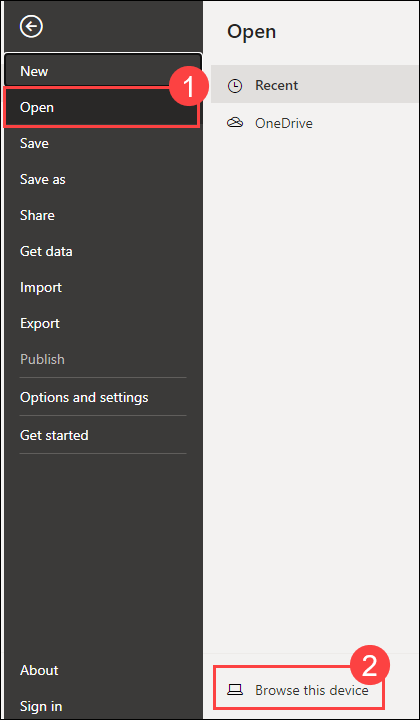 New
Open
1
Save
Save as
Share
Get data
Import
Export
Publish
Options and settings
Get started
About
Sign in
Open
Recent
OneDrive
2
Browse this device